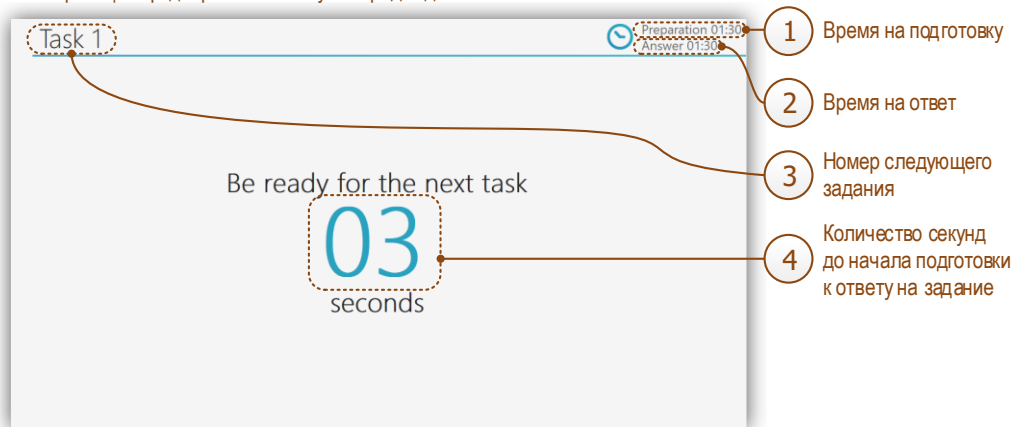 Task 1
Preparation 01:30
Answer 01:30
Be ready for the next task
03
seconds
1 Время на подготовку
2 Время на ответ
3 Номер следующего
задания
4 Количество секунд
до начала подготовки
к ответу на задание